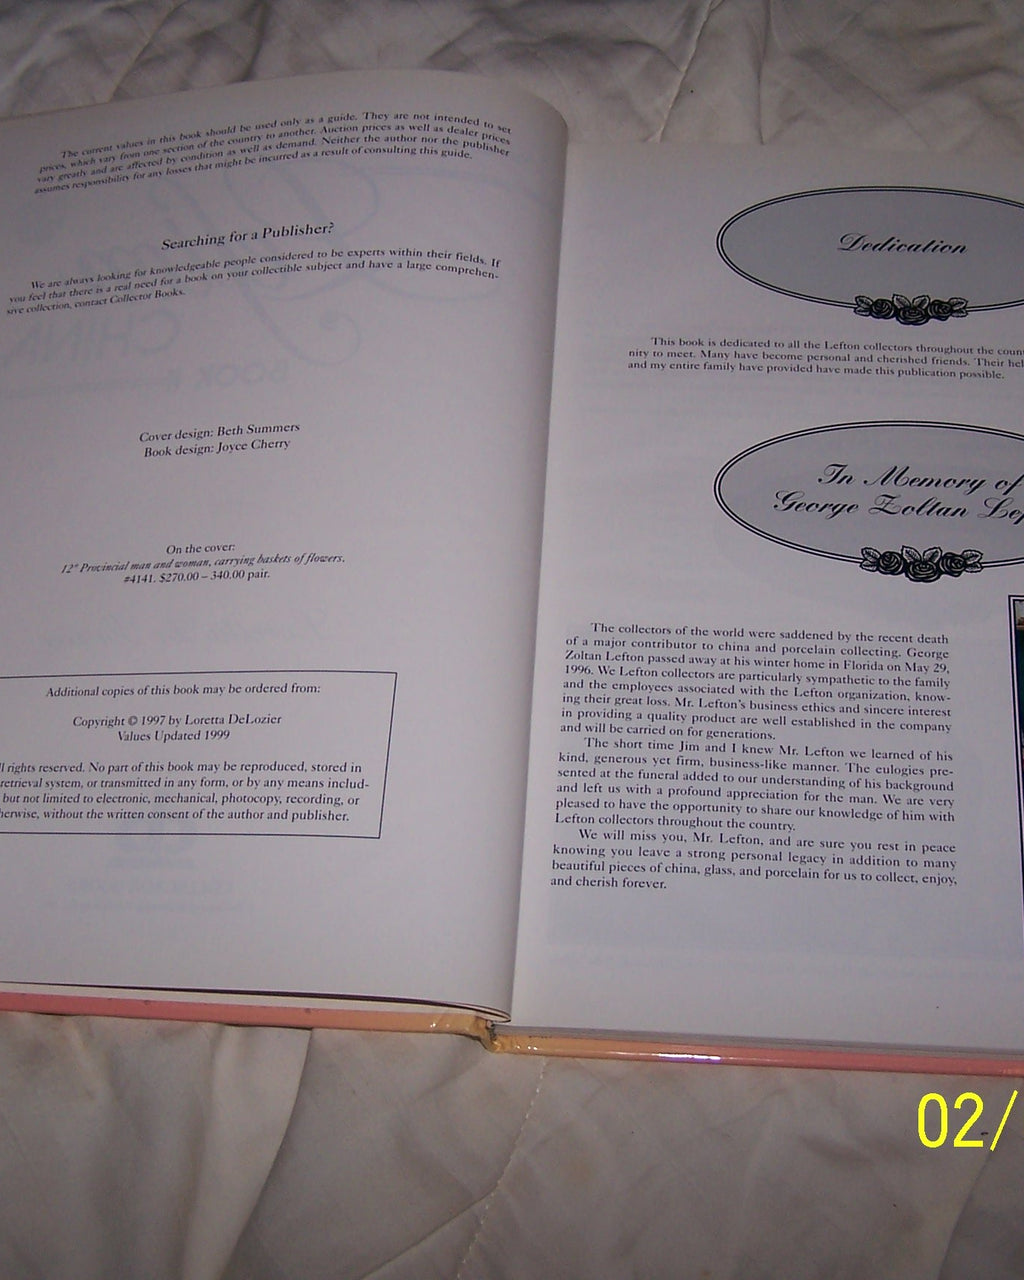 The current values in this book should be used only as a guide. They are not intended to set
prices, which vary from one section of the country to another. Auction prices as well as dealer prices
vary greatly and are affected by condition as well as demand. Neither the author nor the publisher
assumes responsibility for any losses that might be incurred as a result of consulting this guide.
Searching for a Publisher?
We are always looking for knowledgeable people considered to be experts within their fields. If
you feel that there is a real need for a book on your collectible subject and have a large comprehen-
sive collection, contact Collector Books.
Cover design: Beth Summers
Book design: Joyce Cherry
On the cover:
12" Provincial man and woman, carrying baskets of flowers.
#4141. $270.00 – 340.00 pair.
Additional copies of this book may be ordered from:
Copyright © 1997 by Loretta DeLozier
Values Updated 1999
ll rights reserved. No part of this book may be reproduced, stored in
retrieval system, or transmitted in any form, or by any means includ-
but not limited to electronic, mechanical, photocopy, recording, or
herwise, without the written consent of the author and publisher.
Dedication
This book is dedicated to all the Lefton collectors throughout the coun
nity to meet. Many have become personal and cherished friends. Their hel
and my entire family have provided have made this publication possible.
In Memory of
George Zoltan Lef
The collectors of the world were saddened by the recent death
of a major contributor to china and porcelain collecting. George
Zoltan Lefton passed away at his winter home in Florida on May 29,
1996. We Lefton collectors are particularly sympathetic to the family
and the employees associated with the Lefton organization, know-
ing their great loss. Mr. Lefton's business ethics and sincere interest
in providing a quality product are well established in the company
and will be carried on for generations.
The short time Jim and I knew Mr. Lefton we learned of his
kind, generous yet firm, business-like manner. The eulogies pre-
sented at the funeral added to our understanding of his background
and left us with a profound appreciation for the man. We are very
pleased to have the opportunity to share our knowledge of him with
Lefton collectors throughout the country.
We will miss you, Mr. Lefton, and are sure you rest in peace
knowing you leave a strong personal legacy in addition to many
beautiful pieces of china, glass, and porcelain for us to collect, enjoy,
and cherish forever.
02/